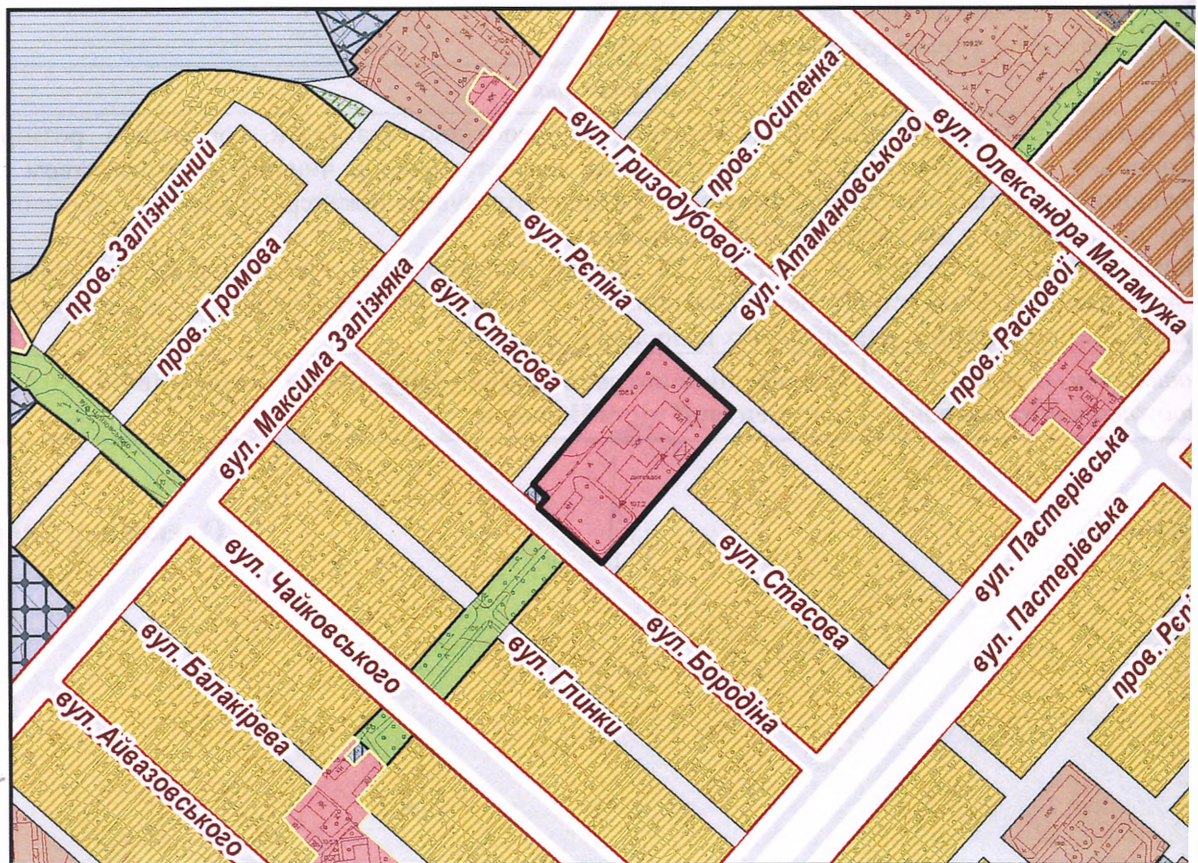 пров. Осипенка
вул. Олександра Маламужа
вул. Гризодубової
вул. Атамановського
пров. Залізничний
пров. Громова
вул. Рєпіна
вул. Максима Залізняка
вул. Стасова
пров. Раскової
вул. Пастерівська
вул. Пастерівська
вул. Стасова
вул. Чайковського
вул. Бородіна
вул. Глинки
вул. Балакірева
вул. Айвазовського
пров. Рєпі